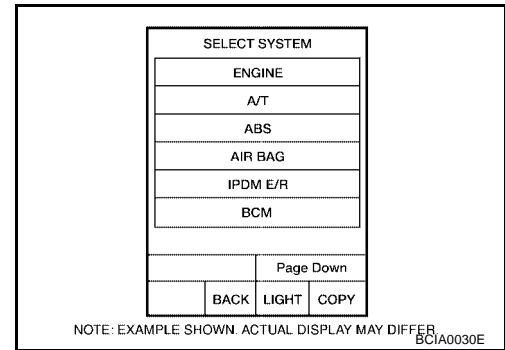 SELECT SYSTEM
ENGINE
A/T
ABS
AIR BAG
IPDM E/R
BCM
Page Down
BACK LIGHT COPY
NOTE: EXAMPLE SHOWN. ACTUAL DISPLAY MAY DIFFER.
BCIA0030E